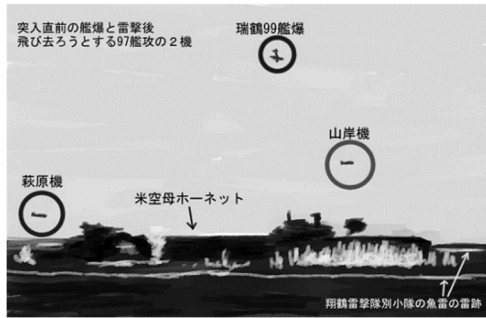 突入直前の艦爆と雷撃後
飛び去ろうとする97艦攻の２機
瑞鶴99艦爆
山岸機
萩原機
米空母ホーネット
翔鶴雷撃隊別小隊の魚雷の雷跡